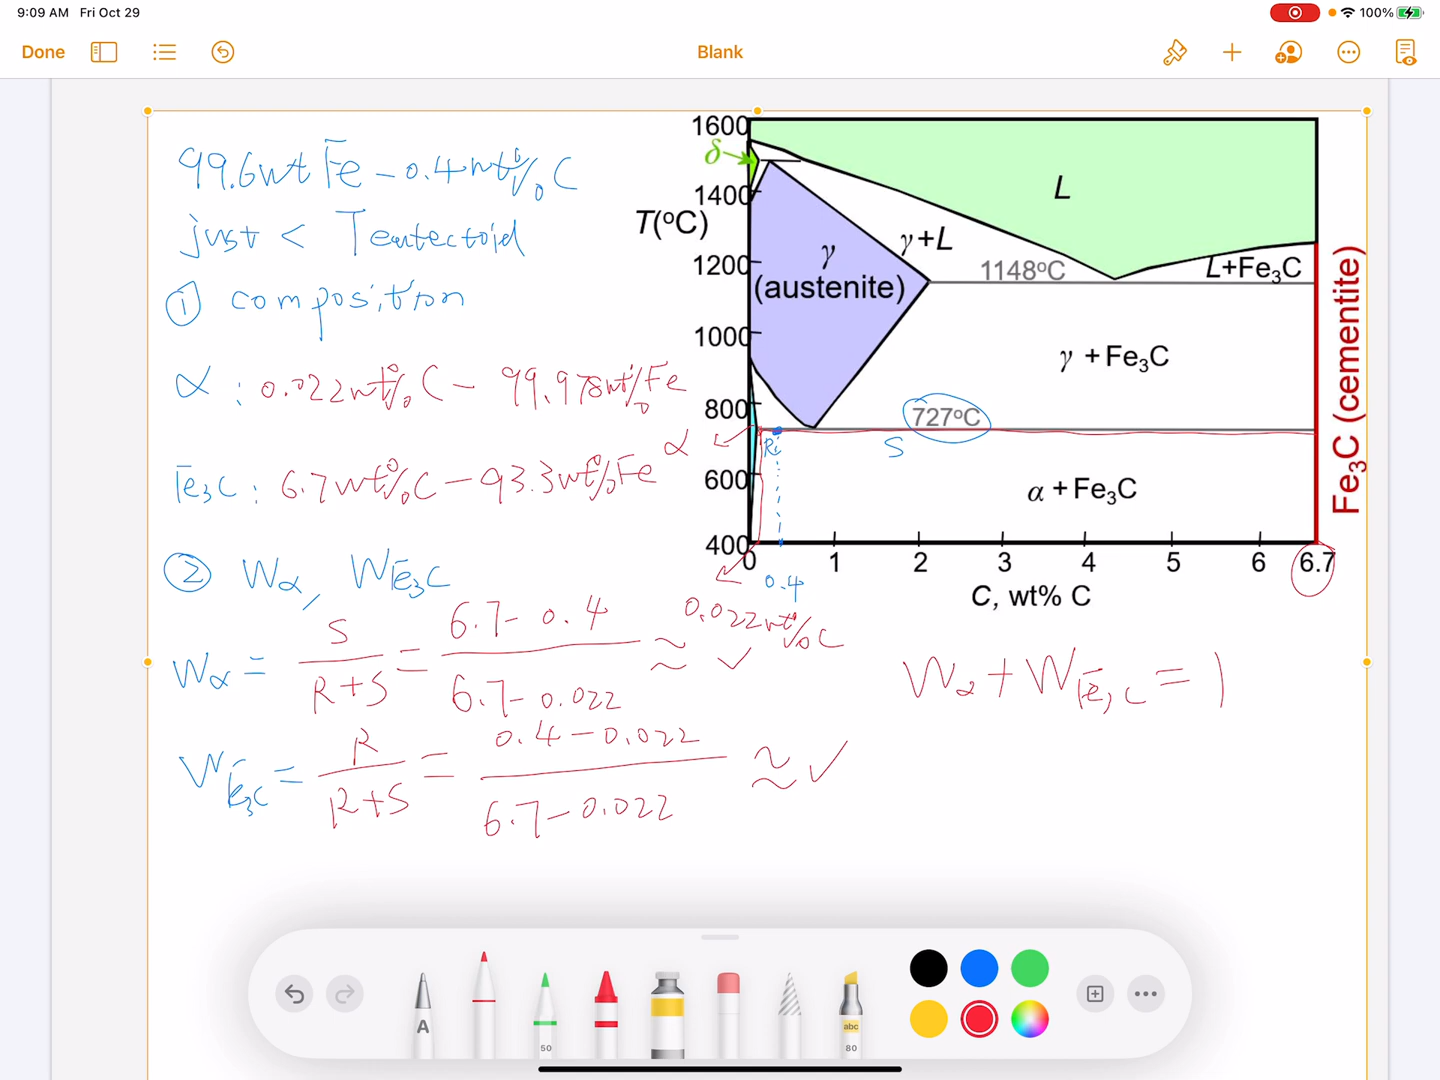 9:09 AM Fri Oct 29
100%
Done
Blank
99.6wt Fe - 0.4wt% C
just < Teutectoid
① composition
α : 0.022wt% C - 99.978wt% Fe
Fe3C : 6.7wt% C - 93.3wt% Fe
② Wα, WFe3C
Wα = S / R+S = 6.7 - 0.4 / 6.7 - 0.022 ≈ ✓
WFe3C = R / R+S = 0.4 - 0.022 / 6.7 - 0.022 ≈ ✓
Wα + WFe3C = 1
T(°C)
1600
1400
1200
1000
800
600
400
δ
L
γ+L
γ
(austenite)
1148°C
L+Fe₃C
γ + Fe₃C
727°C
α
R
S
α + Fe₃C
0 1 2 3 4 5 6 6.7
0.4
0.022wt% C
C, wt% C
Fe₃C (cementite)
A
50
abc
80